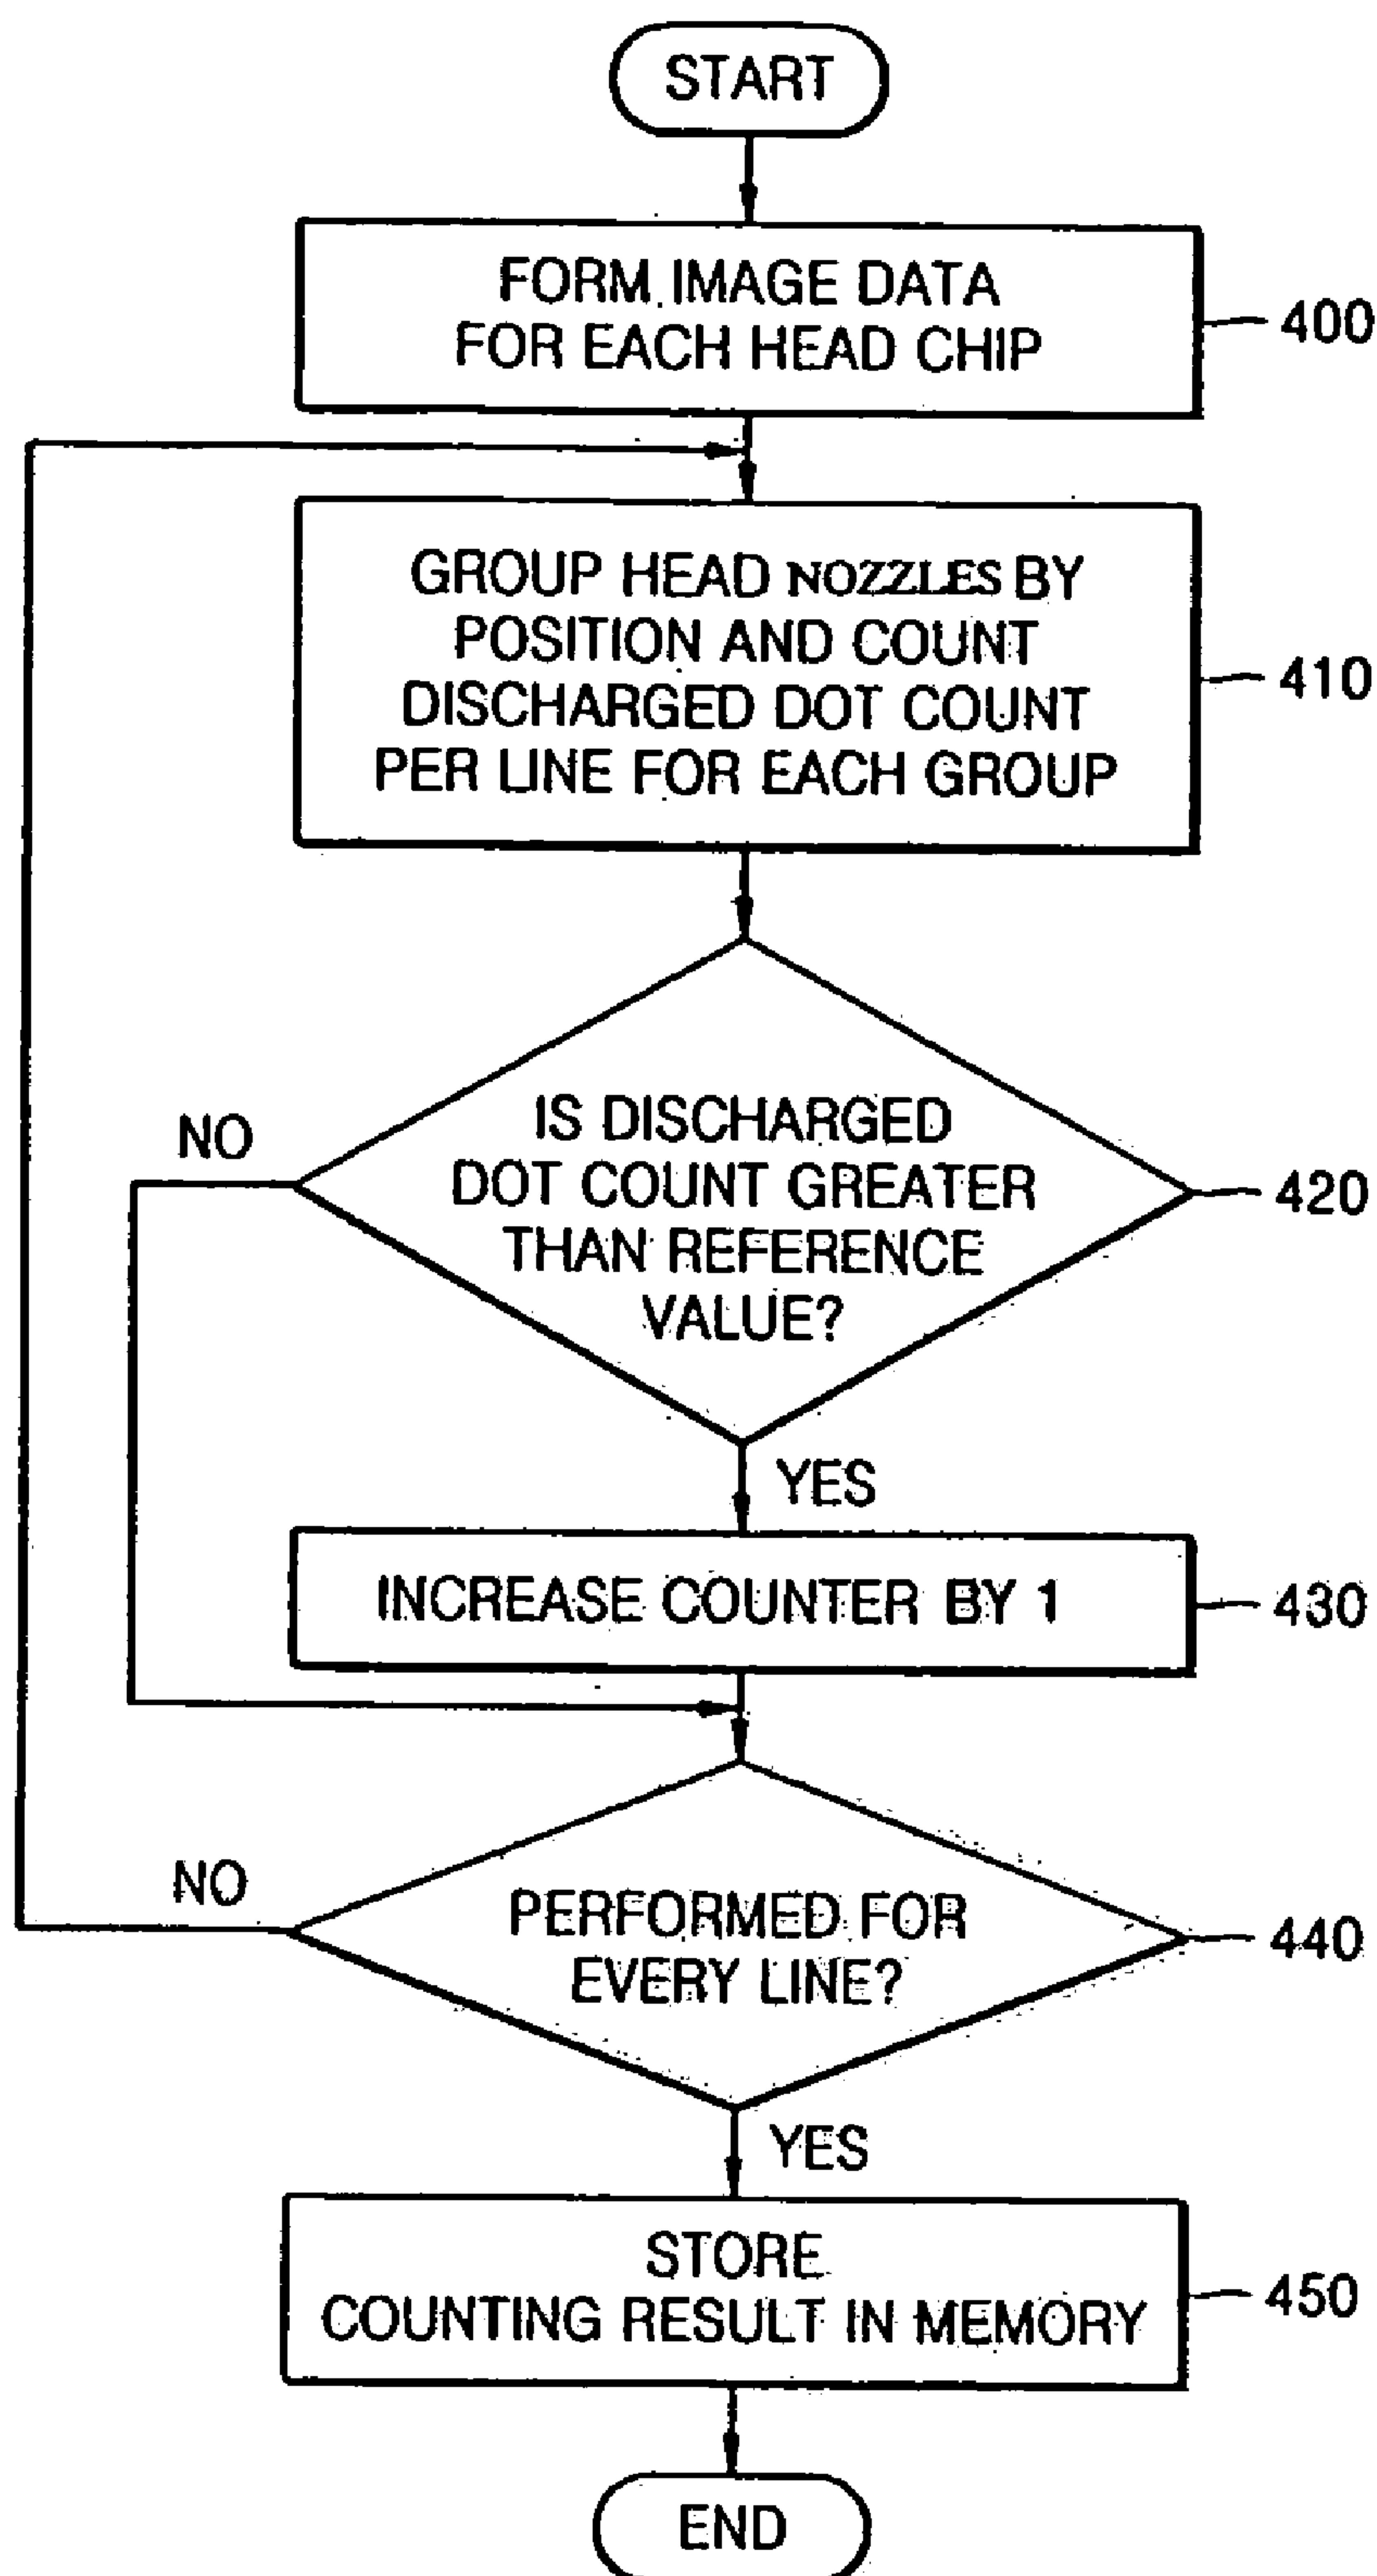 START
FORM IMAGE DATA
FOR EACH HEAD CHIP
400
GROUP HEAD NOZZLES BY
POSITION AND COUNT
DISCHARGED DOT COUNT
PER LINE FOR EACH GROUP
410
IS DISCHARGED
DOT COUNT GREATER
THAN REFERENCE
VALUE?
420
NO
YES
INCREASE COUNTER BY 1
430
PERFORMED FOR
EVERY LINE?
440
NO
YES
STORE
COUNTING RESULT IN MEMORY
450
END